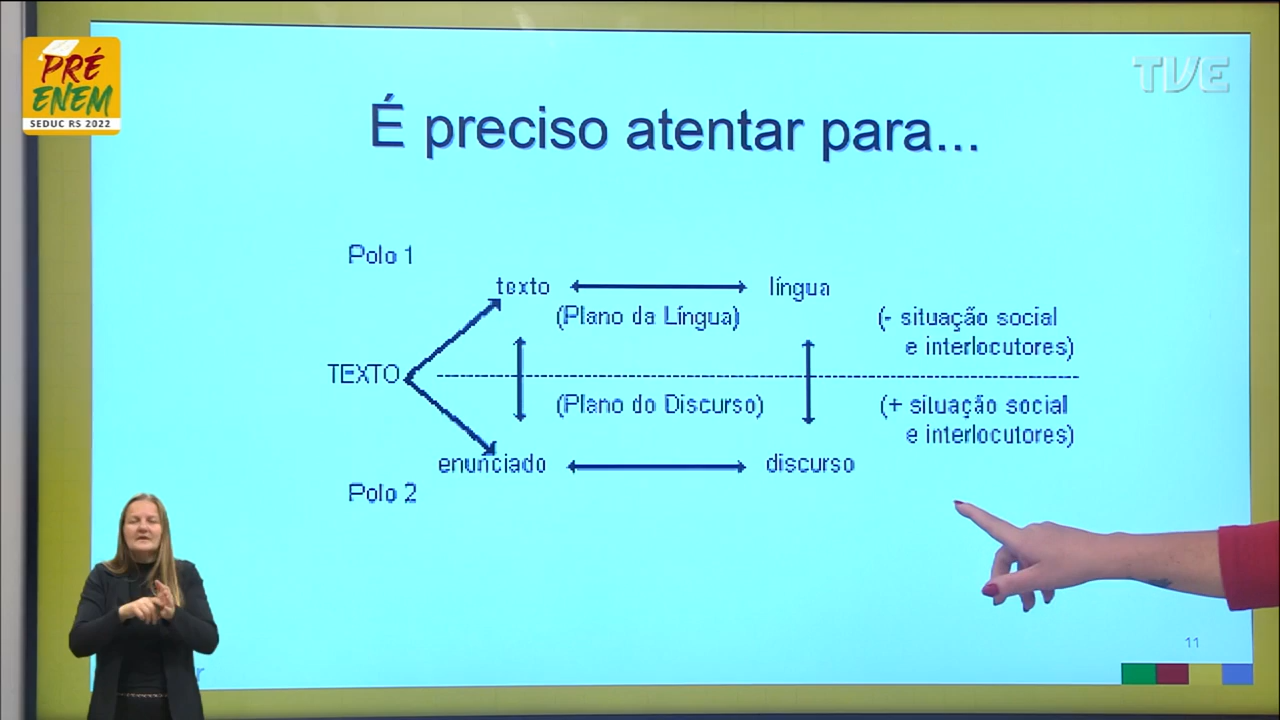 PRÉ
ENEM
SEDUC RS 2022
TVE
É preciso atentar para...
Polo 1
texto
língua
(Plano da Língua)
(- situação social
e interlocutores)
TEXTO
(Plano do Discurso)
(+ situação social
e interlocutores)
enunciado
discurso
Polo 2
11
r